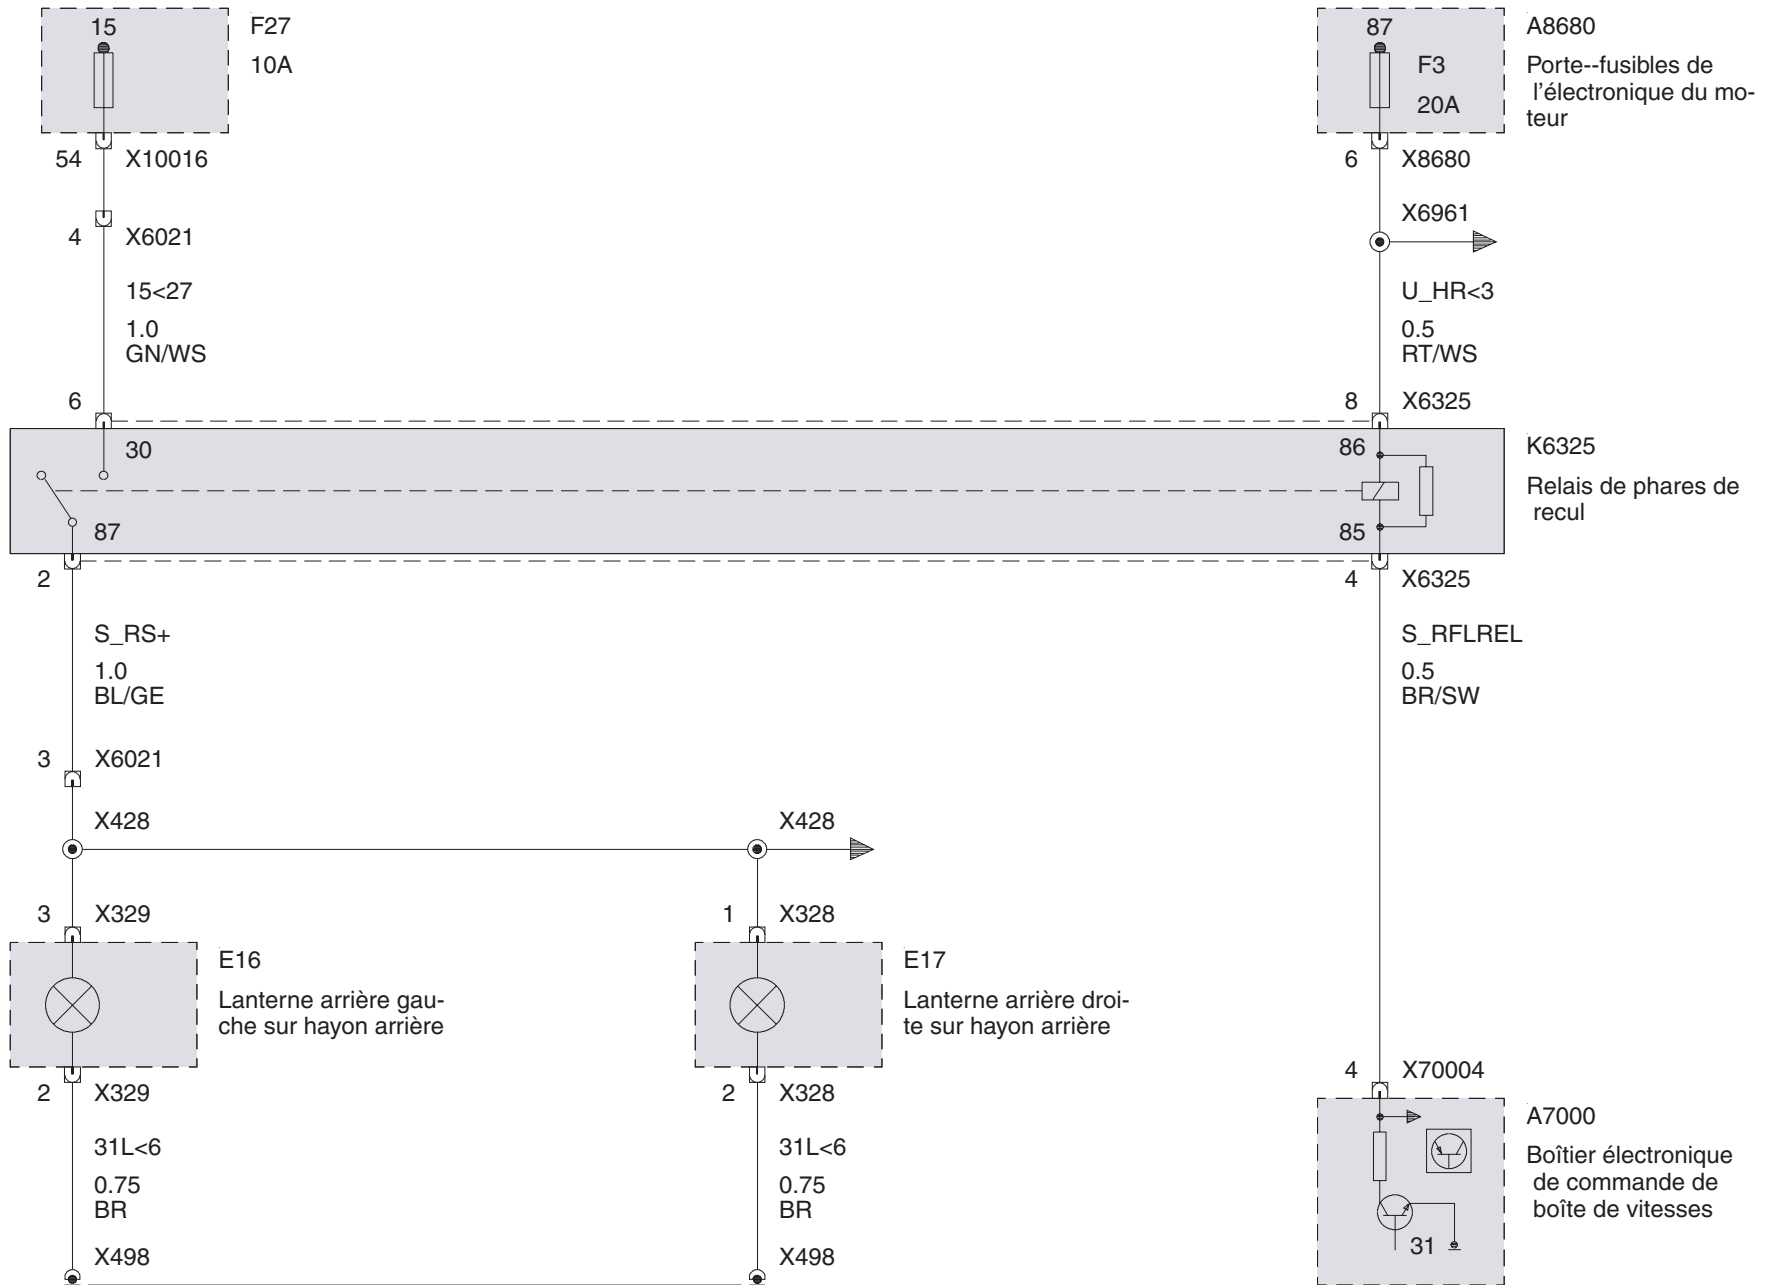 15
F27
10A
54
X10016
4
X6021
15<27
1.0
GN/WS
6
87
F3
20A
A8680
Porte--fusibles de
l'électronique du mo-
teur
6
X8680
X6961
U_HR<3
0.5
RT/WS
8
X6325
30
87
86
85
K6325
Relais de phares de
recul
2
S_RS+
1.0
BL/GE
3
X6021
X428
X428
4
X6325
S_RFLREL
0.5
BR/SW
3
X329
E16
Lanterne arrière gau-
che sur hayon arrière
2
X329
31L<6
0.75
BR
X498
1
X328
E17
Lanterne arrière droi-
te sur hayon arrière
2
X328
31L<6
0.75
BR
X498
4
X70004
A7000
Boîtier électronique
de commande de
boîte de vitesses
31